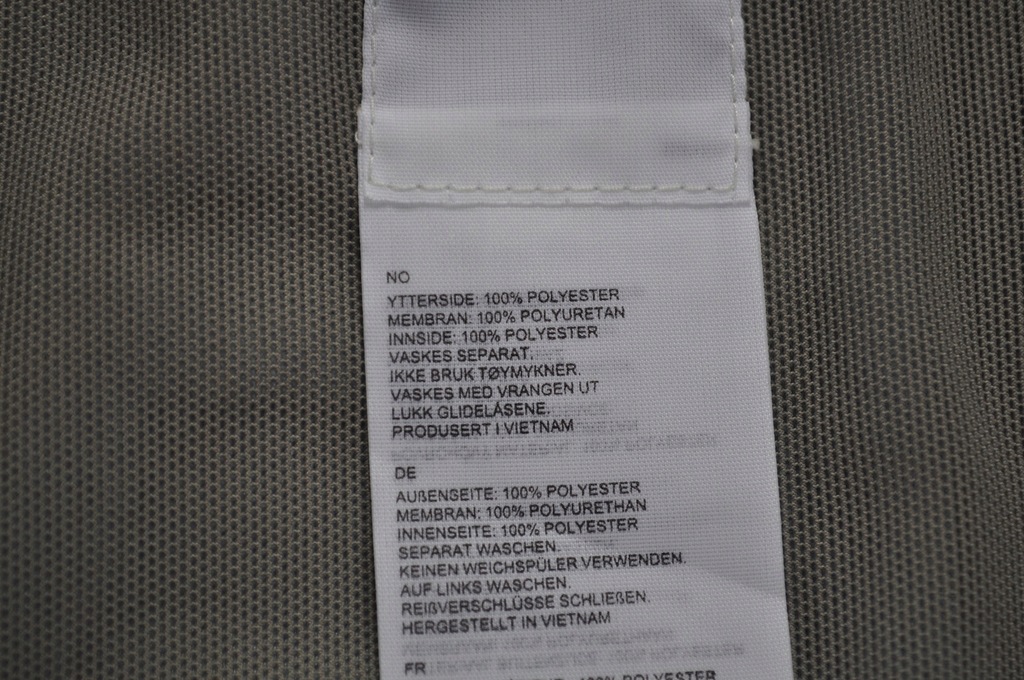 NO
YTTERSIDE: 100% POLYESTER
MEMBRAN: 100% POLYURETAN
INNSIDE: 100% POLYESTER
VASKES SEPARAT.
IKKE BRUK TØYMYKNER.
VASKES MED VRANGEN UT
LUKK GLIDELÅSENE.
PRODUSERT I VIETNAM
DE
AUßENSEITE: 100% POLYESTER
MEMBRAN: 100% POLYURETHAN
INNENSEITE: 100% POLYESTER
SEPARAT WASCHEN.
KEINEN WEICHSPÜLER VERWENDEN.
AUF LINKS WASCHEN.
REIßVERSCHLÜSSE SCHLIEßEN.
HERGESTELLT IN VIETNAM
FR
100% POLYESTER